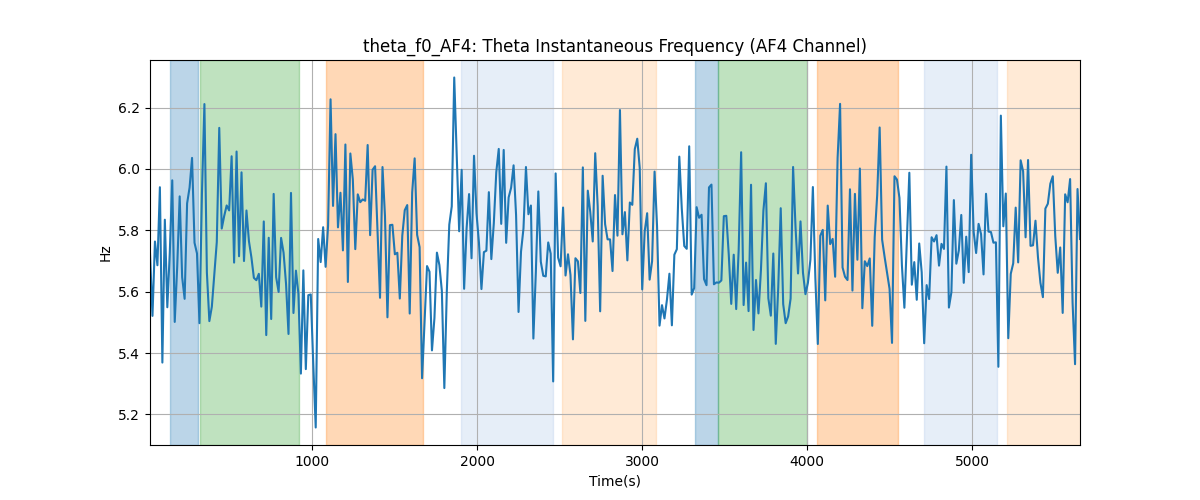 theta_f0_AF4: Theta Instantaneous Frequency (AF4 Channel)
6.2
6.0
5.8
5.6
5.4
5.2
Hz
1000 2000 3000 4000 5000
Time(s)